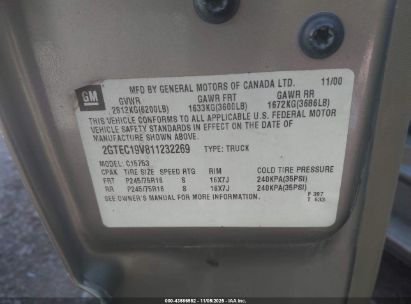 GM
MFD BY GENERAL MOTORS OF CANADA LTD. 11/00
GVWR GAWR FRT GAWR RR
2812KG(6200LB) 1633KG(3600LB) 1672KG(3686LB)
THIS VEHICLE CONFORMS TO ALL APPLICABLE U.S. FEDERAL MOTOR
VEHICLE SAFETY STANDARDS IN EFFECT ON THE DATE OF
MANUFACTURE SHOWN ABOVE.
2GTEC19V811232269 TYPE: TRUCK
C15753
CPAK TIRE SIZE SPEED RTG RIM COLD TIRE PRESSURE
FRT P245/75R16 S 16X7J 240KPA(35PSI)
RR P245/75R16 S 16X7J 240KPA(35PSI)
SEE OWNER'S MANUAL FOR MORE INFORMATION.
F 397
T 533